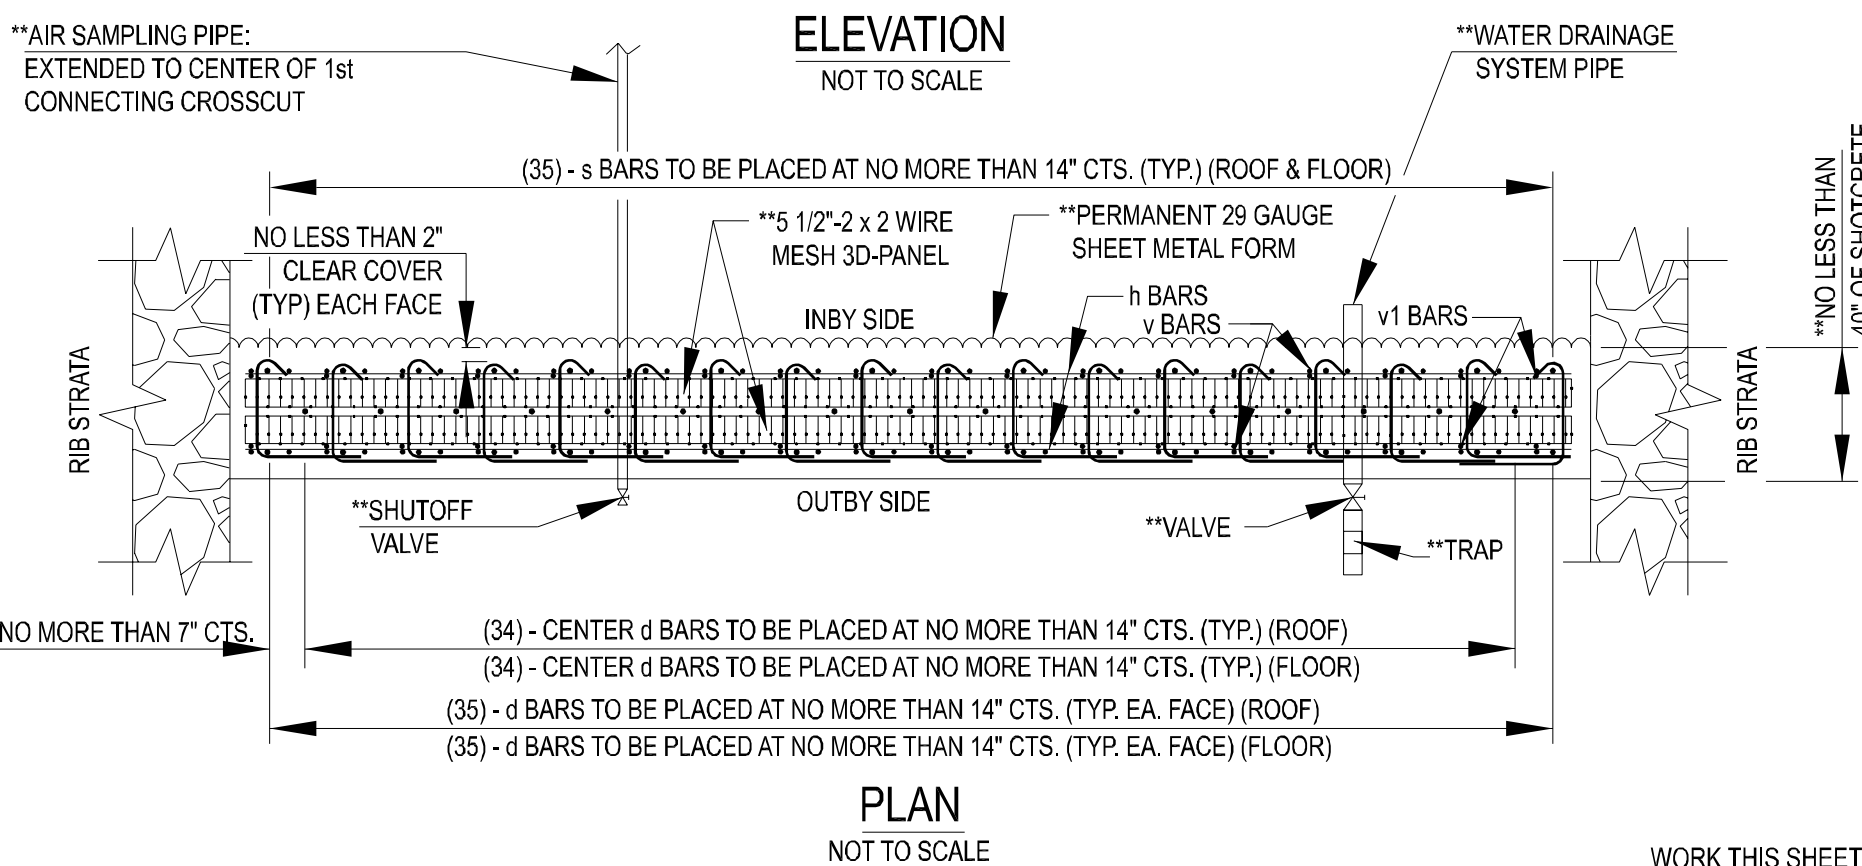 ELEVATION
NOT TO SCALE
**AIR SAMPLING PIPE:
EXTENDED TO CENTER OF 1st
CONNECTING CROSSCUT
**WATER DRAINAGE
SYSTEM PIPE
(35) - s BARS TO BE PLACED AT NO MORE THAN 14" CTS. (TYP.) (ROOF & FLOOR)
NO LESS THAN 2"
CLEAR COVER
(TYP) EACH FACE
**5 1/2"-2 x 2 WIRE
MESH 3D-PANEL
**PERMANENT 29 GAUGE
SHEET METAL FORM
INBY SIDE
h BARS
v BARS
v1 BARS
**NO LESS THAN
40" OF SHOTCRETE
RIB STRATA
RIB STRATA
**SHUTOFF
VALVE
OUTBY SIDE
**VALVE
**TRAP
NO MORE THAN 7" CTS.
(34) - CENTER d BARS TO BE PLACED AT NO MORE THAN 14" CTS. (TYP.) (ROOF)
(34) - CENTER d BARS TO BE PLACED AT NO MORE THAN 14" CTS. (TYP.) (FLOOR)
(35) - d BARS TO BE PLACED AT NO MORE THAN 14" CTS. (TYP. EA. FACE) (ROOF)
(35) - d BARS TO BE PLACED AT NO MORE THAN 14" CTS. (TYP. EA. FACE) (FLOOR)
PLAN
NOT TO SCALE
WORK THIS SHEET